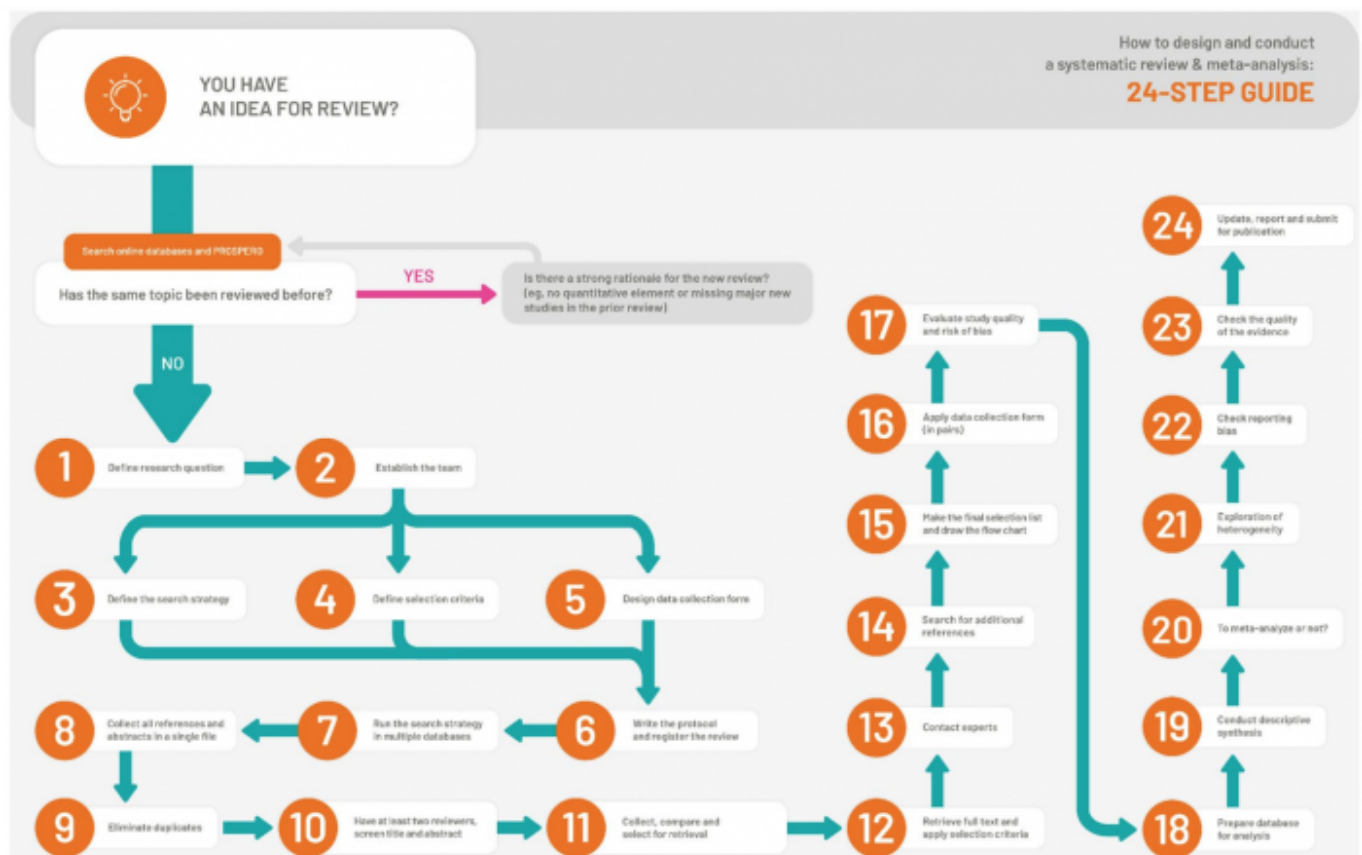 How to design and conduct
a systematic review & meta-analysis:
24-STEP GUIDE
YOU HAVE
AN IDEA FOR REVIEW?
Search online databases and PROSPERO
Has the same topic been reviewed before?
YES
Is there a strong rationale for the new review?
(eg, no quantitative element or missing major new
studies in the prior review)
NO
1
Define research question
2
Establish the team
3
Define the search strategy
4
Define selection criteria
5
Design data collection form
6
Write the protocol
and register the review
7
Run the search strategy
in multiple databases
8
Collect all references and
abstracts in a single file
9
Eliminate duplicates
10
Have at least two reviewers,
screen title and abstract
11
Collect, compare and
select for retrieval
12
Retrieve full text and
apply selection criteria
13
Contact experts
14
Search for additional
references
15
Make the final selection list
and draw the flow chart
16
Apply data collection form
(in pairs)
17
Evaluate study quality
and risk of bias
18
Prepare database
for analysis
19
Conduct descriptive
synthesis
20
To meta-analyze or not?
21
Exploration of
heterogeneity
22
Check reporting
bias
23
Check the quality
of the evidence
24
Update, report and submit
for publication